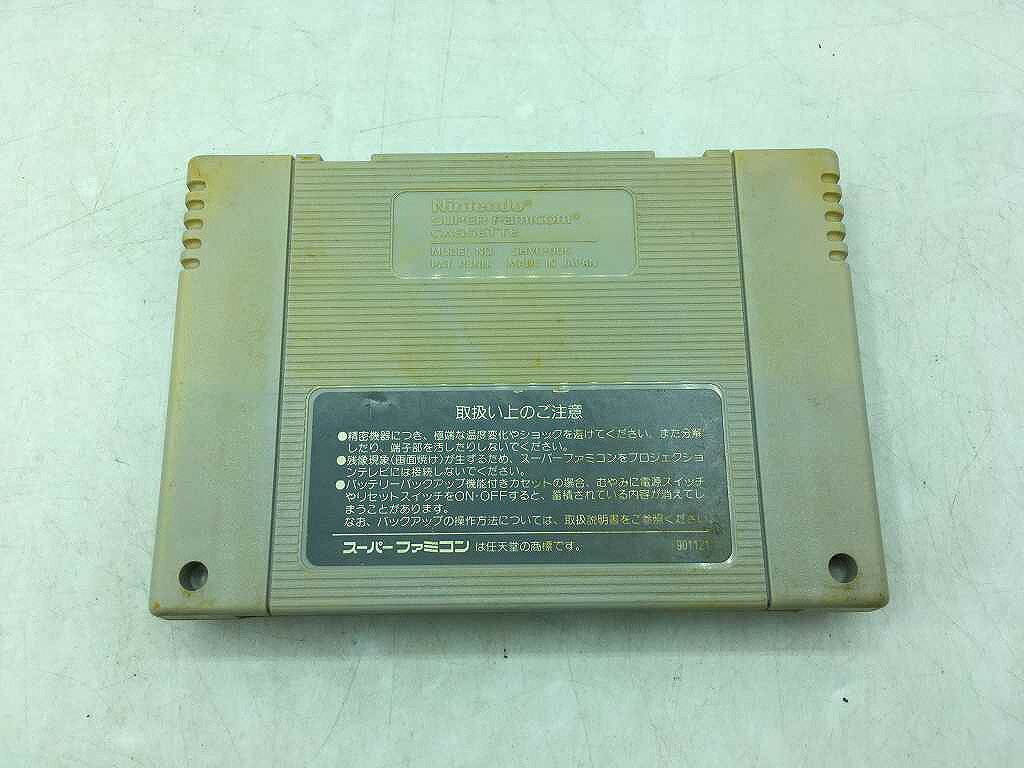 Nintendo®
SUPER FAMICOM®
CASSETTE
MODEL NO.
PAT. PEND. MADE IN JAPAN
取扱い上のご注意
●精密機器につき、極端な温度変化やショックを避けてください。また分解
したり、端子部を汚したりしないでください。
●残像現象(画面焼け)が生ずるため、スーパーファミコンをプロジェクション
テレビには接続しないでください。
●バッテリーバックアップ機能付きカセットの場合、むやみに電源スイッチ
やリセットスイッチをON・OFFすると、蓄積されている内容が消えてし
まうことがあります。
なお、バックアップの操作方法については、取扱説明書をご参照ください。
スーパーファミコン は任天堂の商標です。
901121